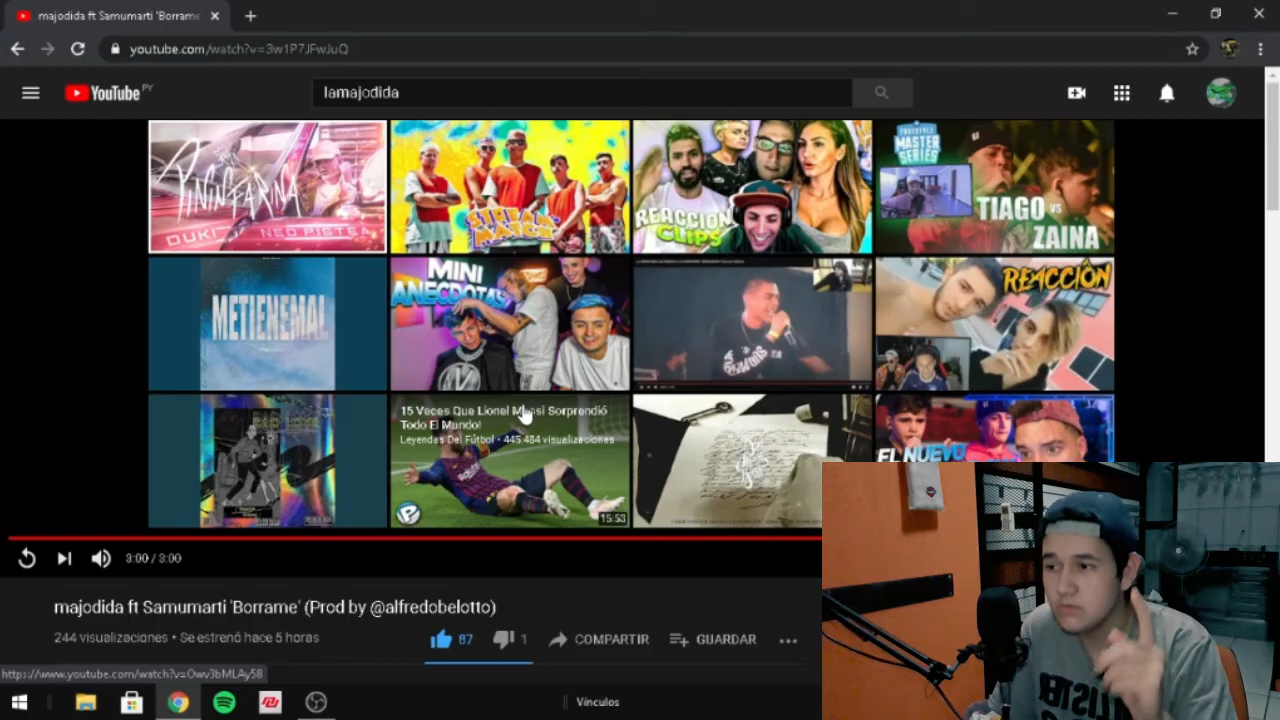 majodida ft Samumarti 'Borrame'
youtube.com/watch?v=3w1P7JFwJuQ
YouTube PY
lamajodida
PININFARINA
DUKI NEO PISTEA
STREAM MATCH
REACCION CLIPS
FREESTYLE MASTER SERIES
TIAGO VS ZAINA
METIENEMAL
MINI ANECDOTAS
REACCIÓN
15 Veces Que Lionel Messi Sorprendió
Todo El Mundo!
Leyendas Del Fútbol • 445 484 visualizaciones
15:53
EL NUEVO
3:00 / 3:00
majodida ft Samumarti 'Borrame' (Prod by @alfredobelotto)
244 visualizaciones • Se estrenó hace 5 horas
87
1
COMPARTIR
GUARDAR
https://www.youtube.com/watch?v=Owv3bMLAy58
Vínculos